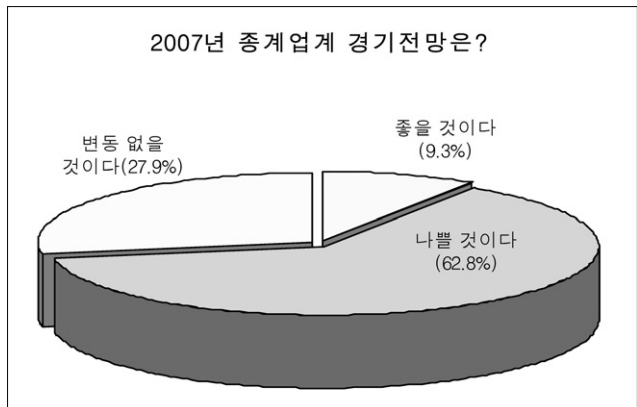 2007년 종계업계 경기전망은?
변동 없을
것이다(27.9%)
좋을 것이다
(9.3%)
나쁠 것이다
(62.8%)